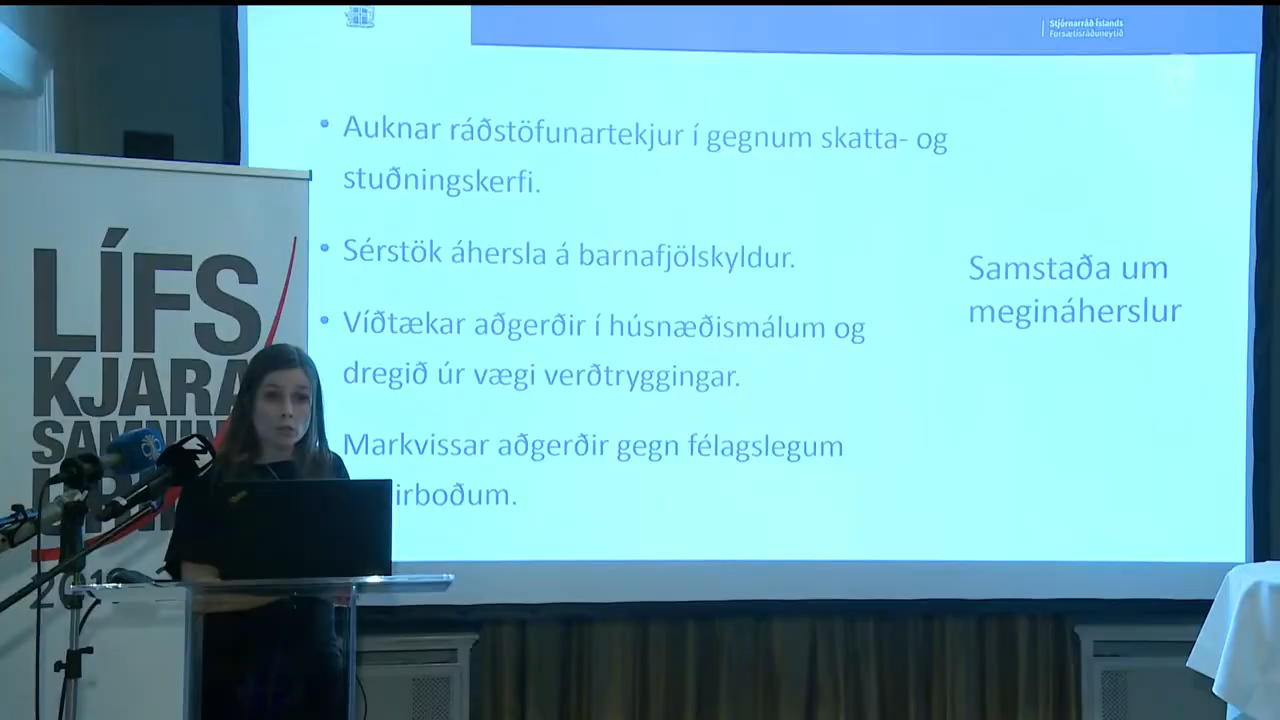 Stjórnarráð Íslands
Forsætisráðuneytið
Auknar ráðstöfunartekjur í gegnum skatta- og
stuðningskerfi.
Sérstök áhersla á barnafjölskyldur.
Víðtækar aðgerðir í húsnæðismálum og
dregið úr vægi verðtryggingar.
Markvissar aðgerðir gegn félagslegum
Samstaða um
megináherslur
LÍFS
KJARA